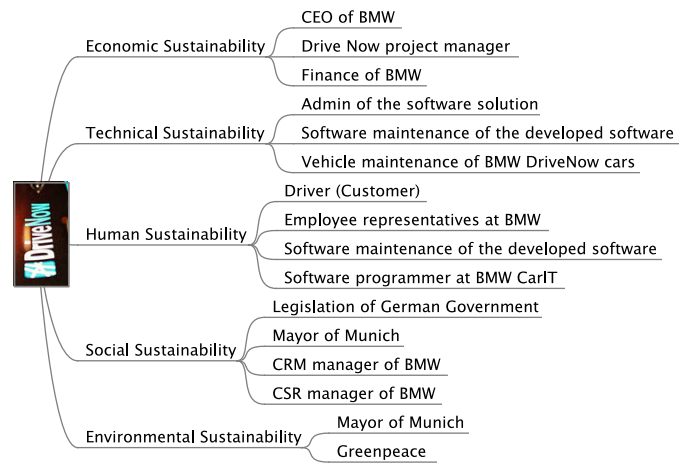 Economic Sustainability
CEO of BMW
Drive Now project manager
Finance of BMW
Technical Sustainability
Admin of the software solution
Software maintenance of the developed software
Vehicle maintenance of BMW DriveNow cars
DriveNow
Human Sustainability
Driver (Customer)
Employee representatives at BMW
Software maintenance of the developed software
Software programmer at BMW CarIT
Social Sustainability
Legislation of German Government
Mayor of Munich
CRM manager of BMW
CSR manager of BMW
Environmental Sustainability
Mayor of Munich
Greenpeace